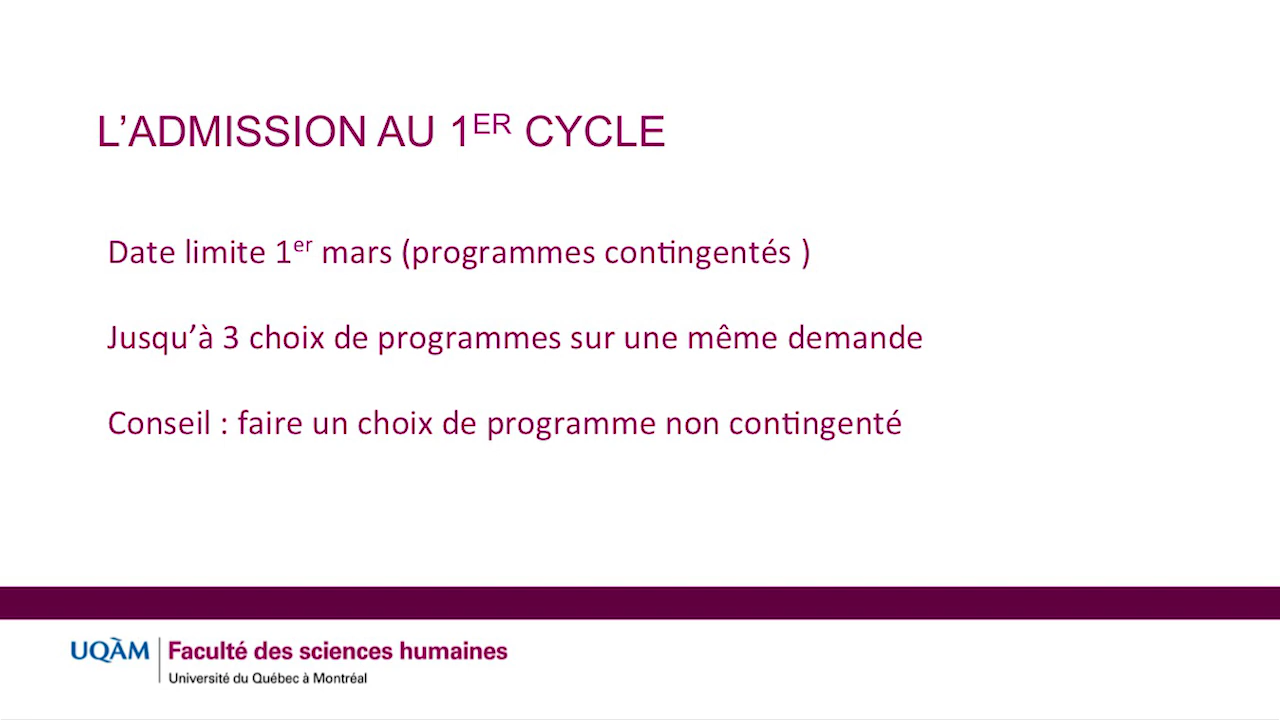 L’ADMISSION AU 1ER CYCLE
Date limite 1er mars (programmes contingentés )
Jusqu’à 3 choix de programmes sur une même demande
Conseil : faire un choix de programme non contingenté
UQÀM Faculté des sciences humaines
Université du Québec à Montréal